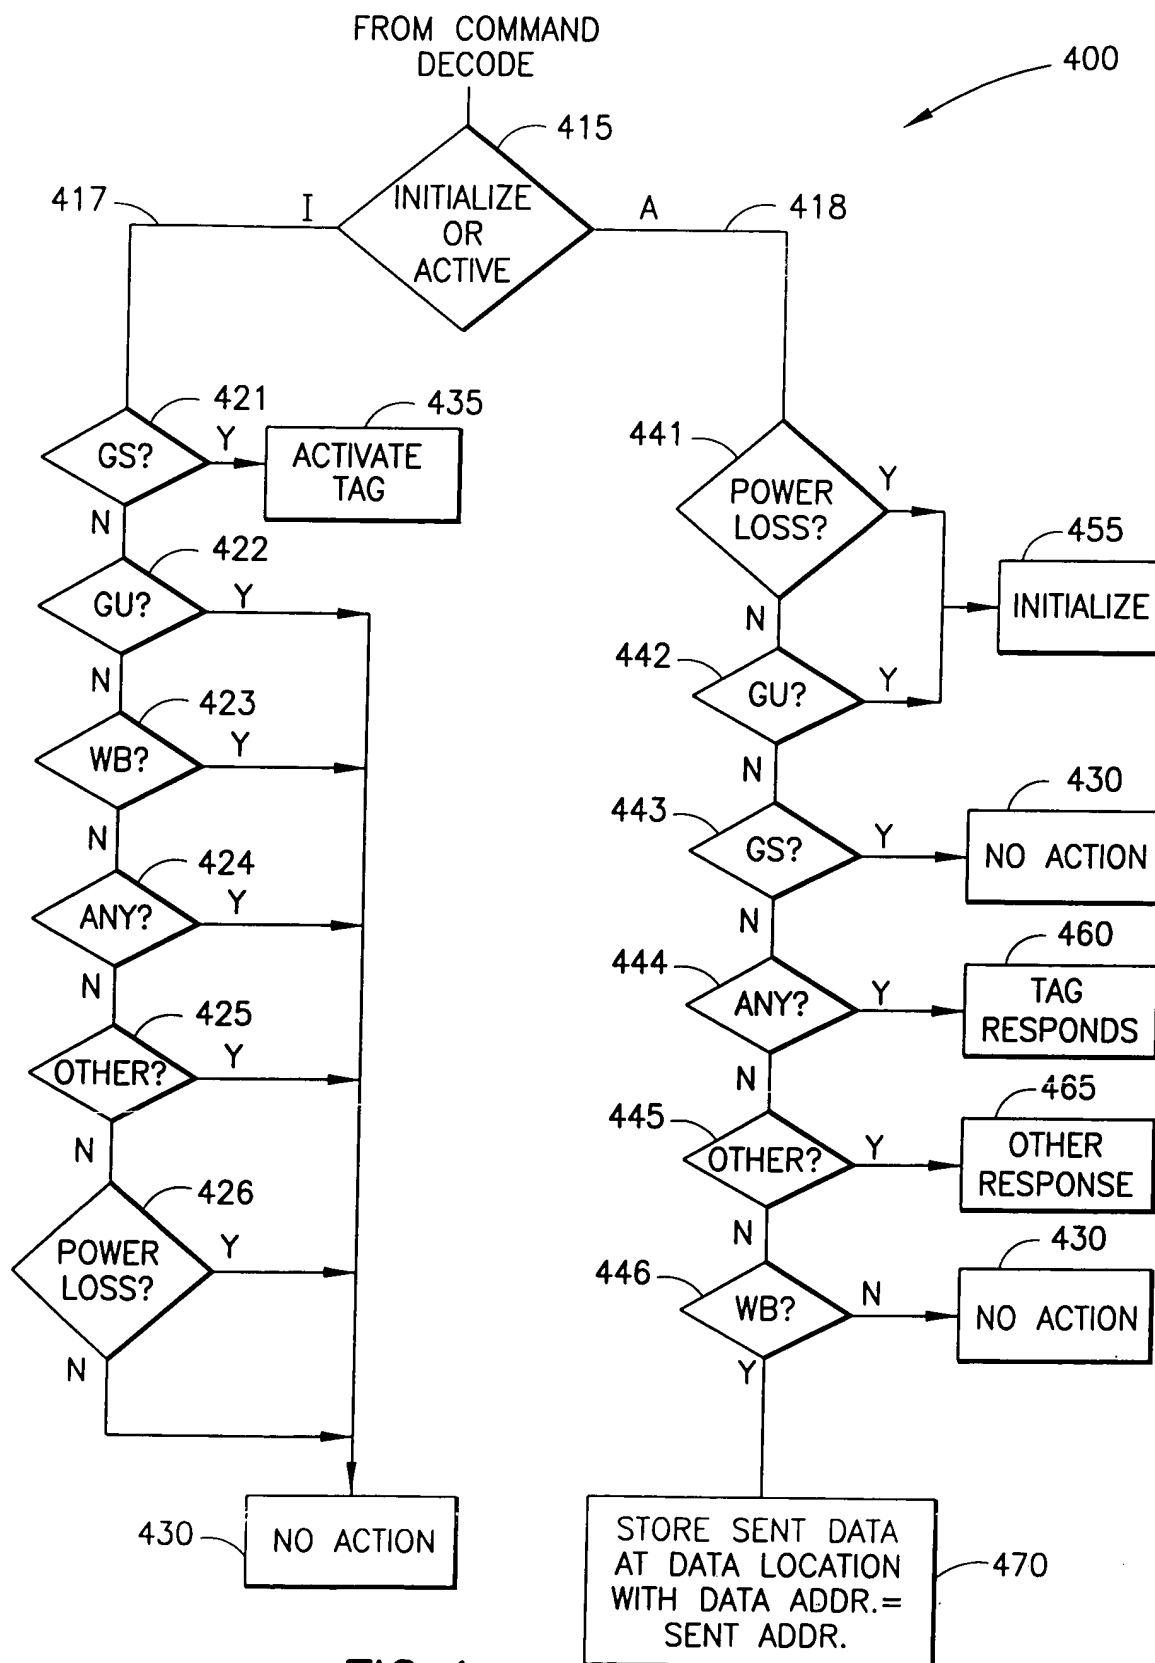 FROM COMMAND
DECODE
400
415
417
I
INITIALIZE
OR
ACTIVE
A
418
421
GS?
Y
435
ACTIVATE
TAG
N
422
GU?
Y
N
423
WB?
Y
N
424
ANY?
Y
N
425
OTHER?
Y
N
426
POWER
LOSS?
Y
N
430
NO ACTION
441
POWER
LOSS?
Y
455
INITIALIZE
N
442
GU?
Y
N
443
GS?
Y
430
NO ACTION
N
444
ANY?
Y
460
TAG
RESPONDS
N
445
OTHER?
Y
465
OTHER
RESPONSE
N
446
WB?
N
430
NO ACTION
Y
STORE SENT DATA
AT DATA LOCATION
WITH DATA ADDR.=
SENT ADDR.
470